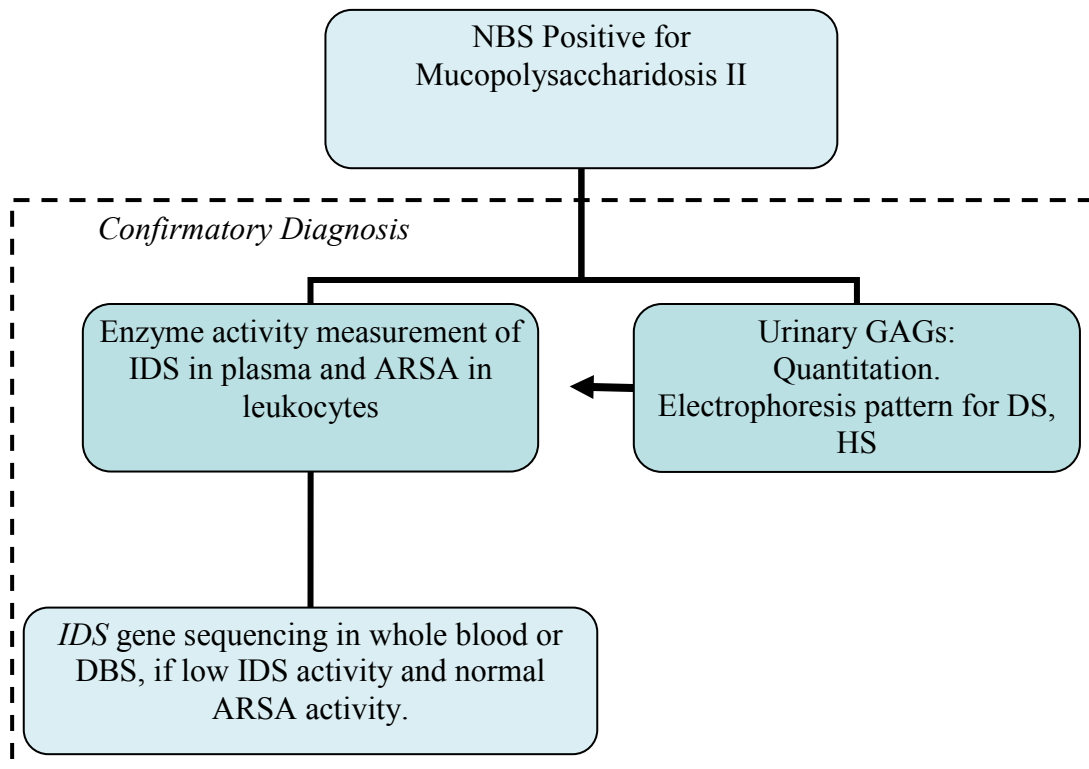 NBS Positive for
Mucopolysaccharidosis II
Confirmatory Diagnosis
Enzyme activity measurement of
IDS in plasma and ARSA in
leukocytes
Urinary GAGs:
Quantitation.
Electrophoresis pattern for DS,
HS
IDS gene sequencing in whole blood or
DBS, if low IDS activity and normal
ARSA activity.